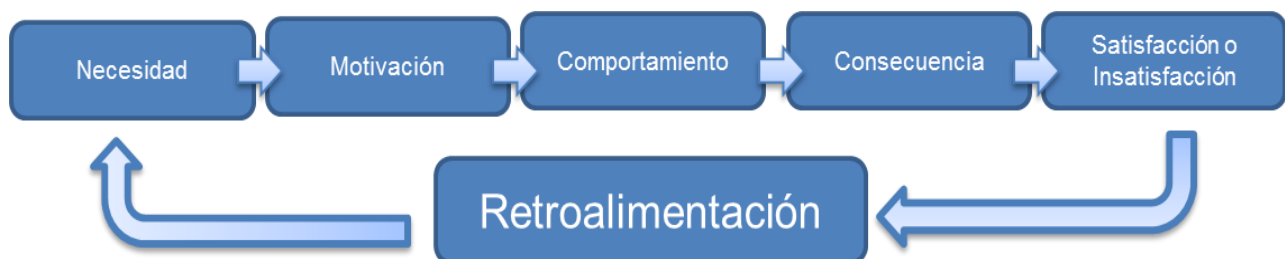 Necesidad
Motivación
Comportamiento
Consecuencia
Satisfacción o
Insatisfacción
Retroalimentación